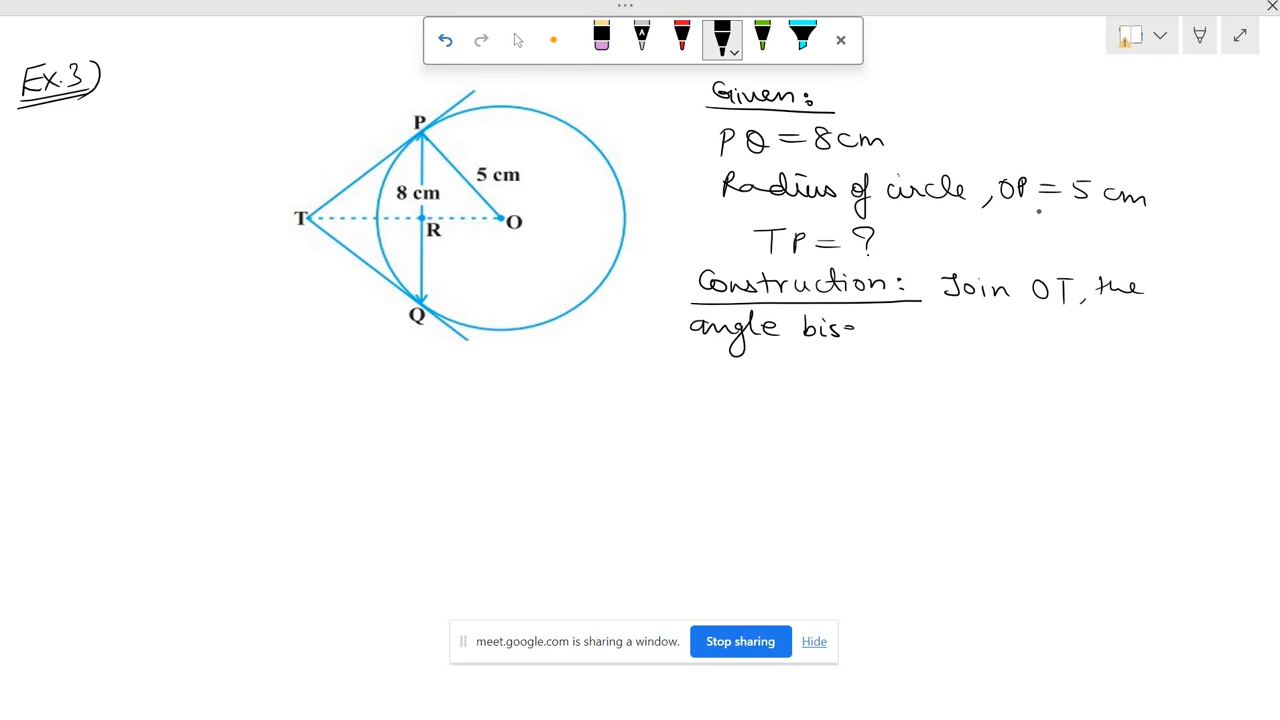 Ex.3)
P
5 cm
8 cm
T
R
O
Q
Given:
PQ = 8cm
Radius of circle, OP = 5 cm
TP = ?
Construction: Join OT, the
angle bis
meet.google.com is sharing a window.
Stop sharing
Hide